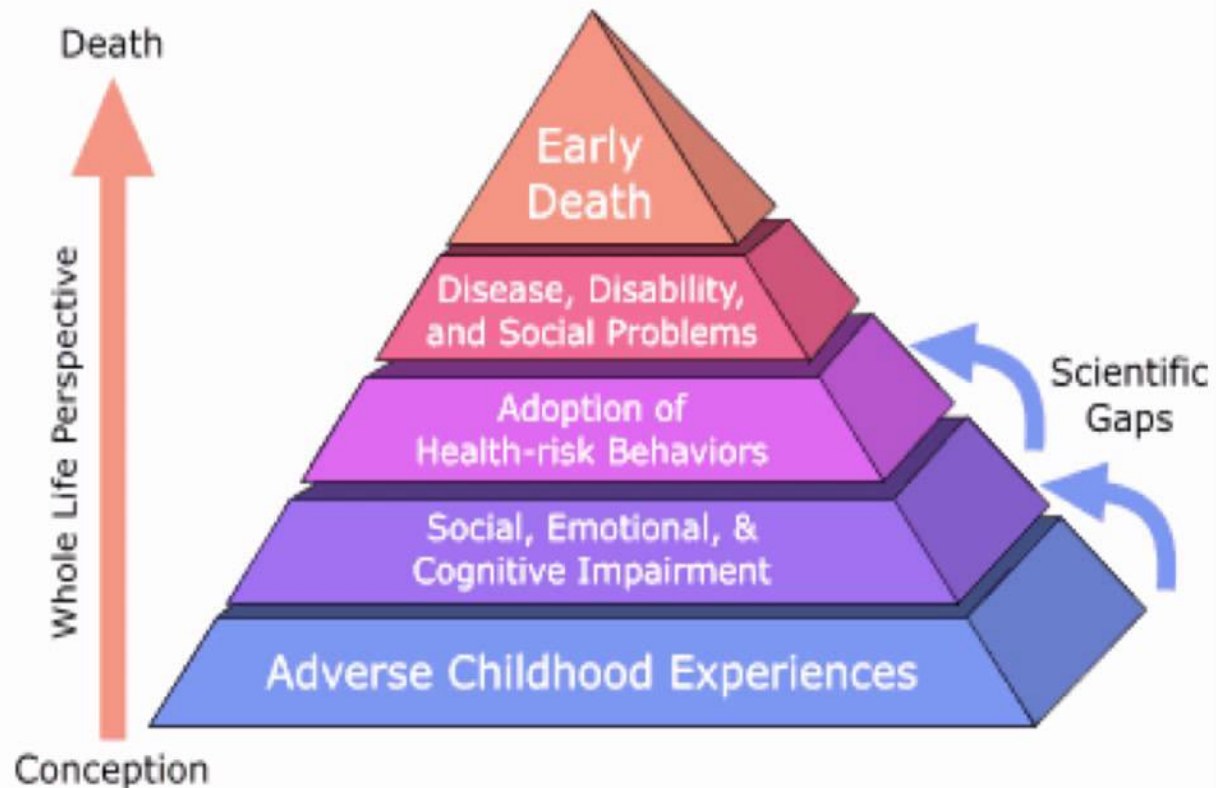 Death
Whole Life Perspective
Conception
Early
Death
Disease, Disability,
and Social Problems
Adoption of
Health-risk Behaviors
Social, Emotional, &
Cognitive Impairment
Adverse Childhood Experiences
Scientific
Gaps